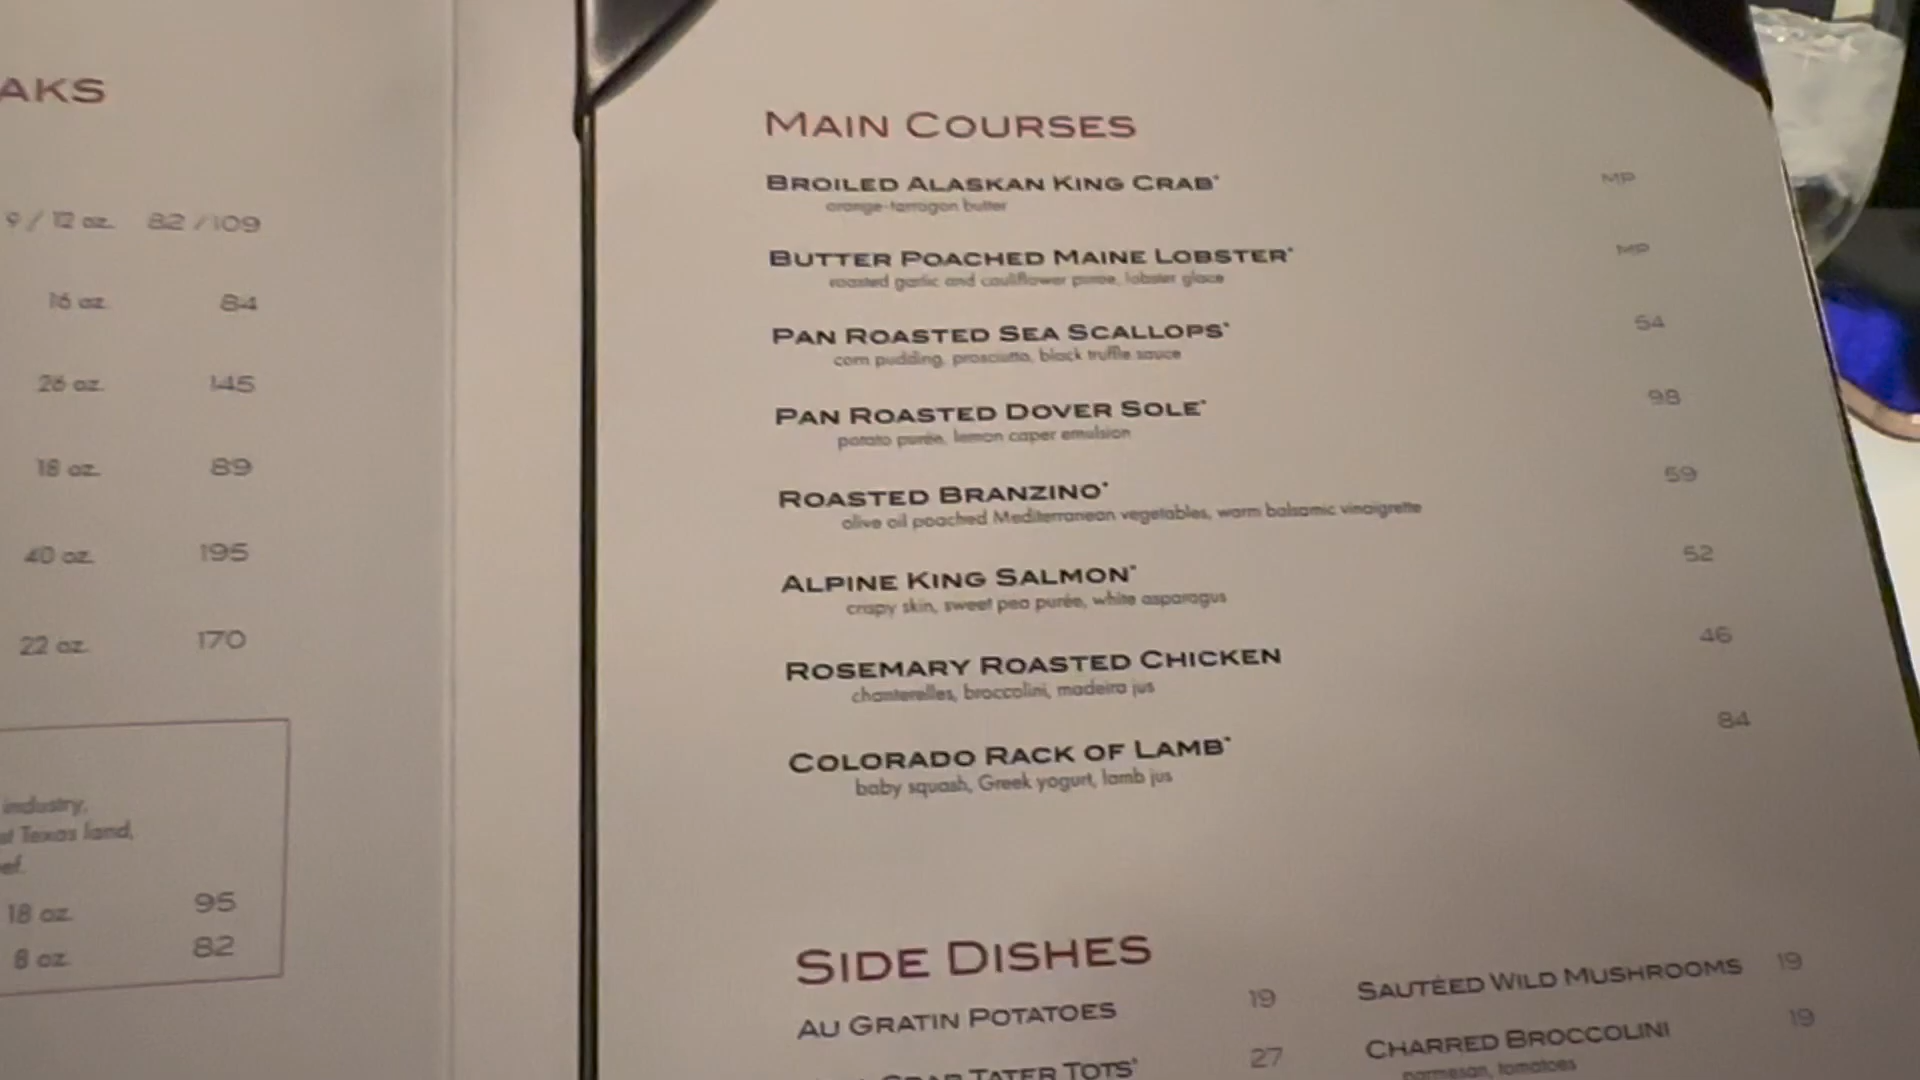 AKS
9 / 12 oz. 82 / 109
16 oz. 84
26 oz. 145
18 oz. 89
40 oz. 195
22 oz. 170
industry,
Texas land,
18 oz. 95
8 oz. 82
MAIN COURSES
BROILED ALASKAN KING CRAB* MP
orange-tarragon butter
BUTTER POACHED MAINE LOBSTER* MP
roasted garlic and cauliflower puree, lobster glace
PAN ROASTED SEA SCALLOPS* 54
corn pudding, prosciutto, black truffle sauce
PAN ROASTED DOVER SOLE* 98
potato purée, lemon caper emulsion
ROASTED BRANZINO* 59
olive oil poached Mediterranean vegetables, warm balsamic vinaigrette
ALPINE KING SALMON* 52
crispy skin, sweet pea purée, white asparagus
ROSEMARY ROASTED CHICKEN 46
chanterelles, broccolini, madeira jus
COLORADO RACK OF LAMB* 84
baby squash, Greek yogurt, lamb jus
SIDE DISHES
AU GRATIN POTATOES 19
TATER TOTS* 27
SAUTÉED WILD MUSHROOMS 19
CHARRED BROCCOLINI 19
parmesan, tomatoes